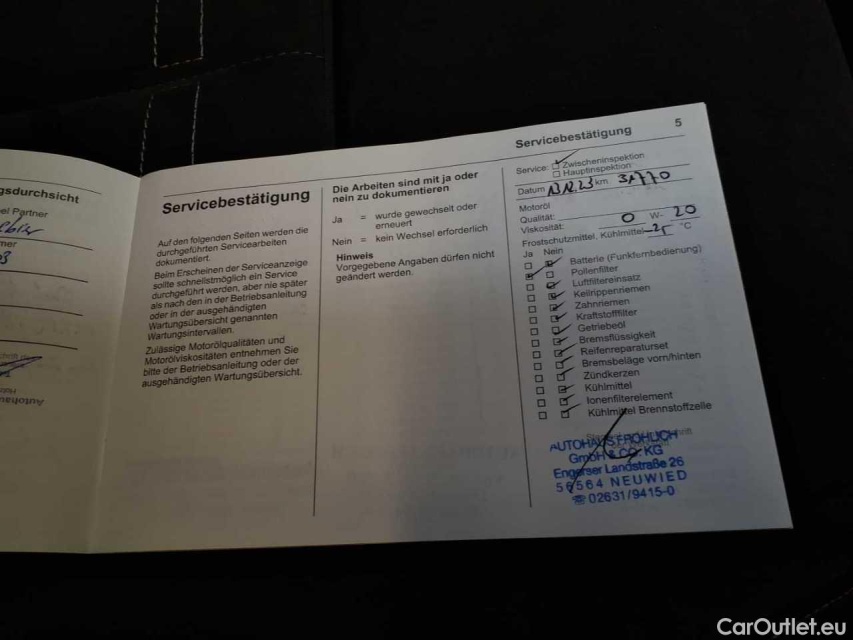 gsdurchsicht
el Partner
mer
Servicebestätigung
Auf den folgenden Seiten werden die
durchgeführten Servicearbeiten
dokumentiert.
Beim Erscheinen der Serviceanzeige
sollte schnellstmöglich ein Service
durchgeführt werden, aber nie später
als nach den in der Betriebsanleitung
oder in der ausgehändigten
Wartungsübersicht genannten
Wartungsintervallen.
Zulässige Motorölqualitäten und
Motorölviskositäten entnehmen Sie
bitte der Betriebsanleitung oder der
ausgehändigten Wartungsübersicht.
Die Arbeiten sind mit ja oder
nein zu dokumentieren
Ja = wurde gewechselt oder
erneuert
Nein = kein Wechsel erforderlich
Hinweis
Vorgegebene Angaben dürfen nicht
geändert werden.
Servicebestätigung 5
Service: Zwischeninspektion
Hauptinspektion
Datum km
Motoröl
Qualität:
Viskosität: 0 W- 20
Frostschutzmittel, Kühlmittel -25 °C
Ja Nein
Batterie (Funkfernbedienung)
Pollenfilter
Luftfiltereinsatz
Keilrippenriemen
Zahnriemen
Kraftstofffilter
Getriebeöl
Bremsflüssigkeit
Reifenreparaturset
Bremsbeläge vorn/hinten
Zündkerzen
Kühlmittel
Ionenfilterelement
Kühlmittel Brennstoffzelle
AUTOHAUS FRÖHLICH
GmbH & CO. KG
Engerser Landstraße 26
56564 NEUWIED
☏ 02631/9415-0
Autohau
CarOutlet.eu